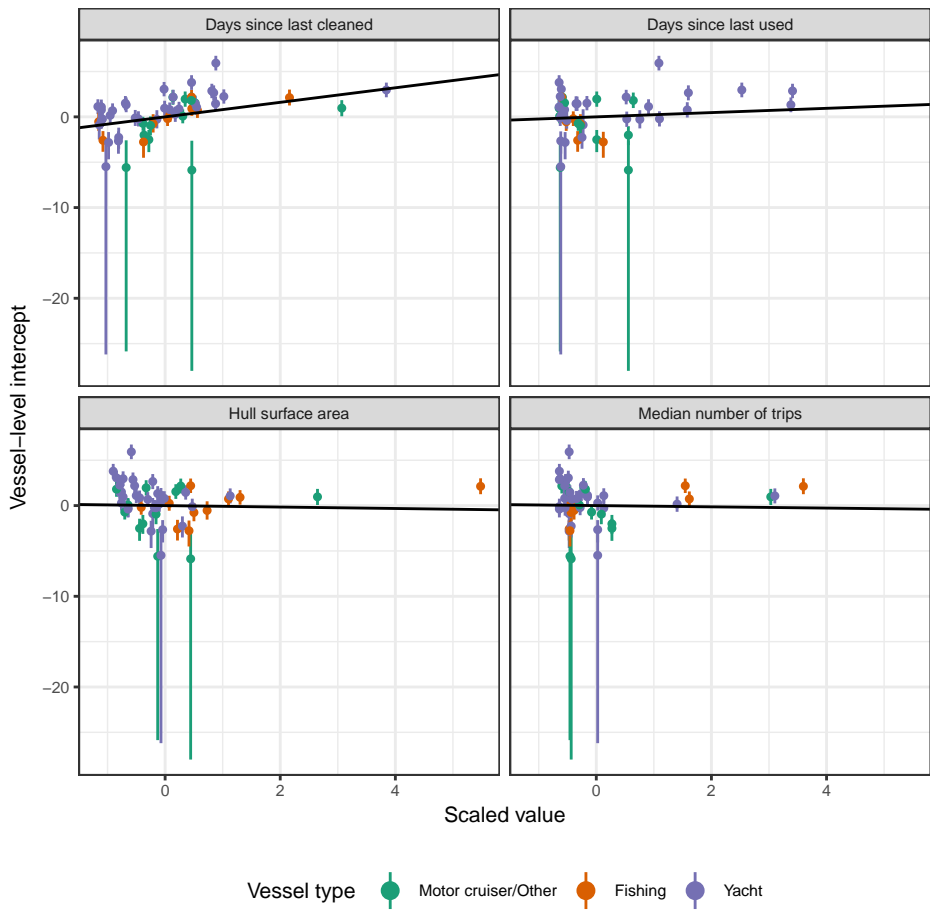 Days since last cleaned
Days since last used
0
−10
−20
Hull surface area
Median number of trips
0
−10
−20
0
2
4
0
2
4
Vessel−level intercept
Scaled value
Vessel type
Motor cruiser/Other
Fishing
Yacht